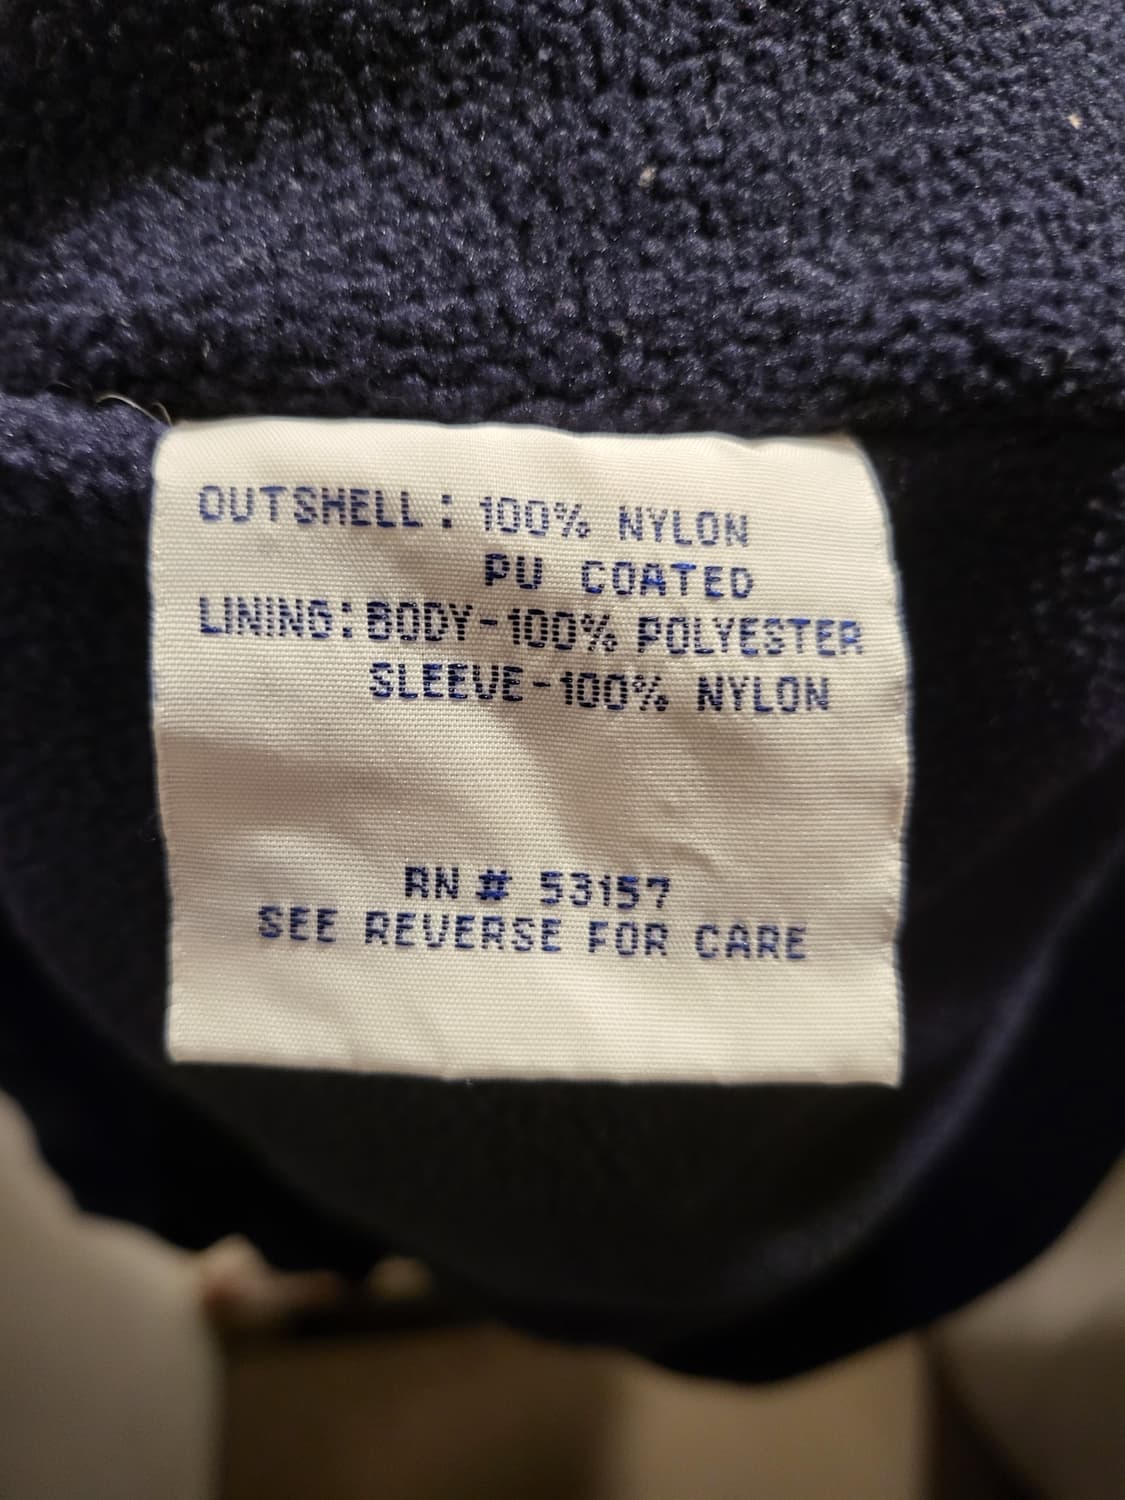 OUTSHELL: 100% NYLON
PU COATED
LINING: BODY-100% POLYESTER
SLEEVE-100% NYLON
RN # 53157
SEE REVERSE FOR CARE